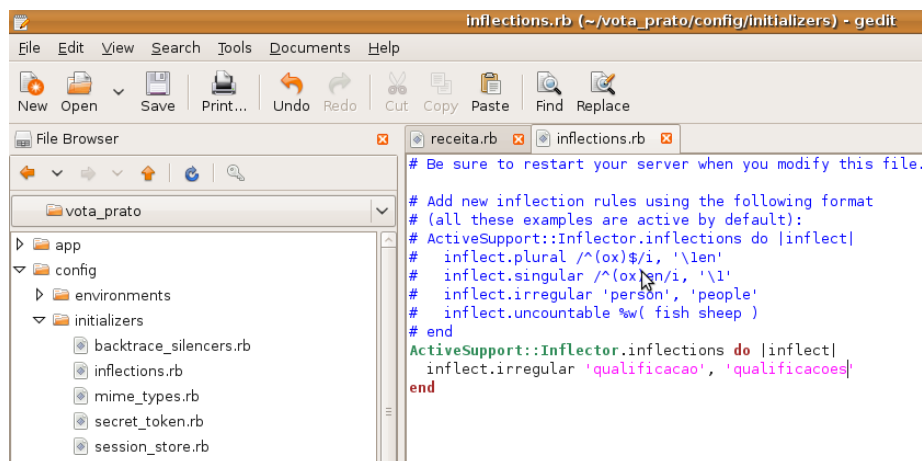 inflections.rb (~/vota_prato/config/initializers) - gedit
File Edit View Search Tools Documents Help
New Open Save Print... Undo Redo Cut Copy Paste Find Replace
File Browser
receita.rb inflections.rb
vota_prato
app
config
environments
initializers
backtrace_silencers.rb
inflections.rb
mime_types.rb
secret_token.rb
session_store.rb
# Be sure to restart your server when you modify this file.
# Add new inflection rules using the following format
# (all these examples are active by default):
# ActiveSupport::Inflector.inflections do |inflect|
#   inflect.plural /^(ox)$/i, '\1en'
#   inflect.singular /^(ox)en/i, '\1'
#   inflect.irregular 'person', 'people'
#   inflect.uncountable %w( fish sheep )
# end
ActiveSupport::Inflector.inflections do |inflect|
  inflect.irregular 'qualificacao', 'qualificacoes'
end